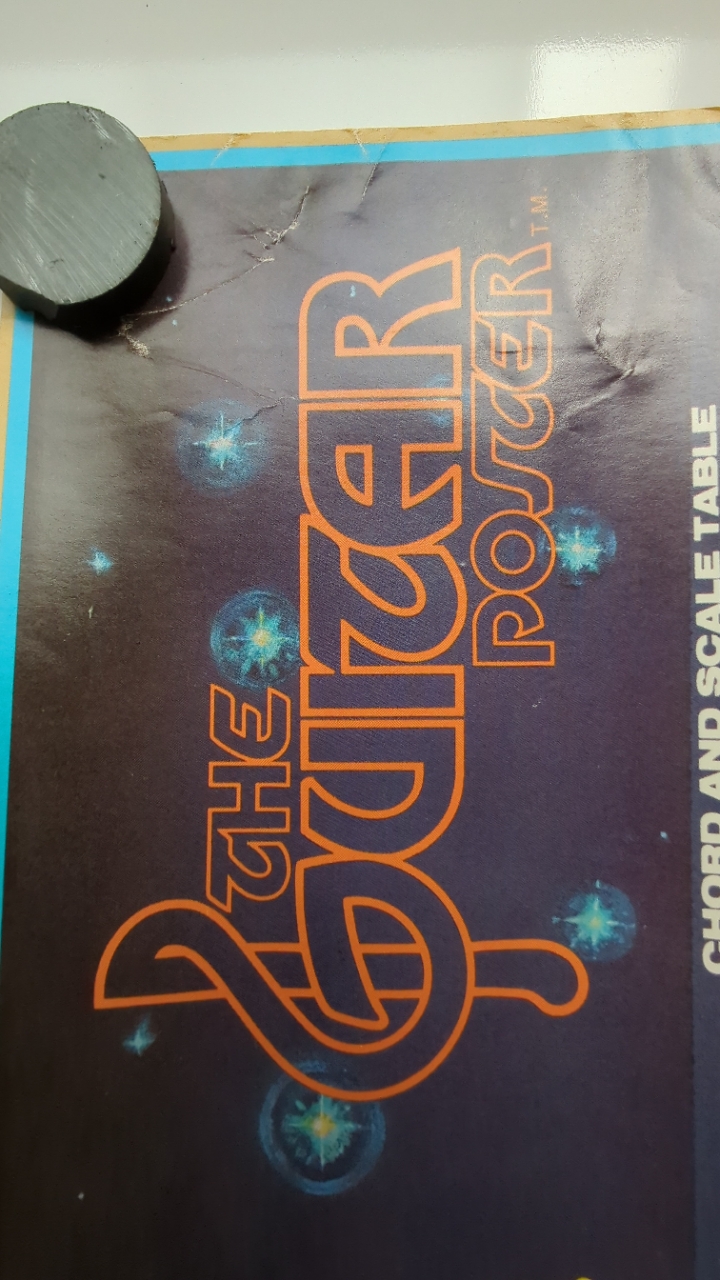 THE
GUITAR
POSTER T.M.
CHORD AND SCALE TABLE